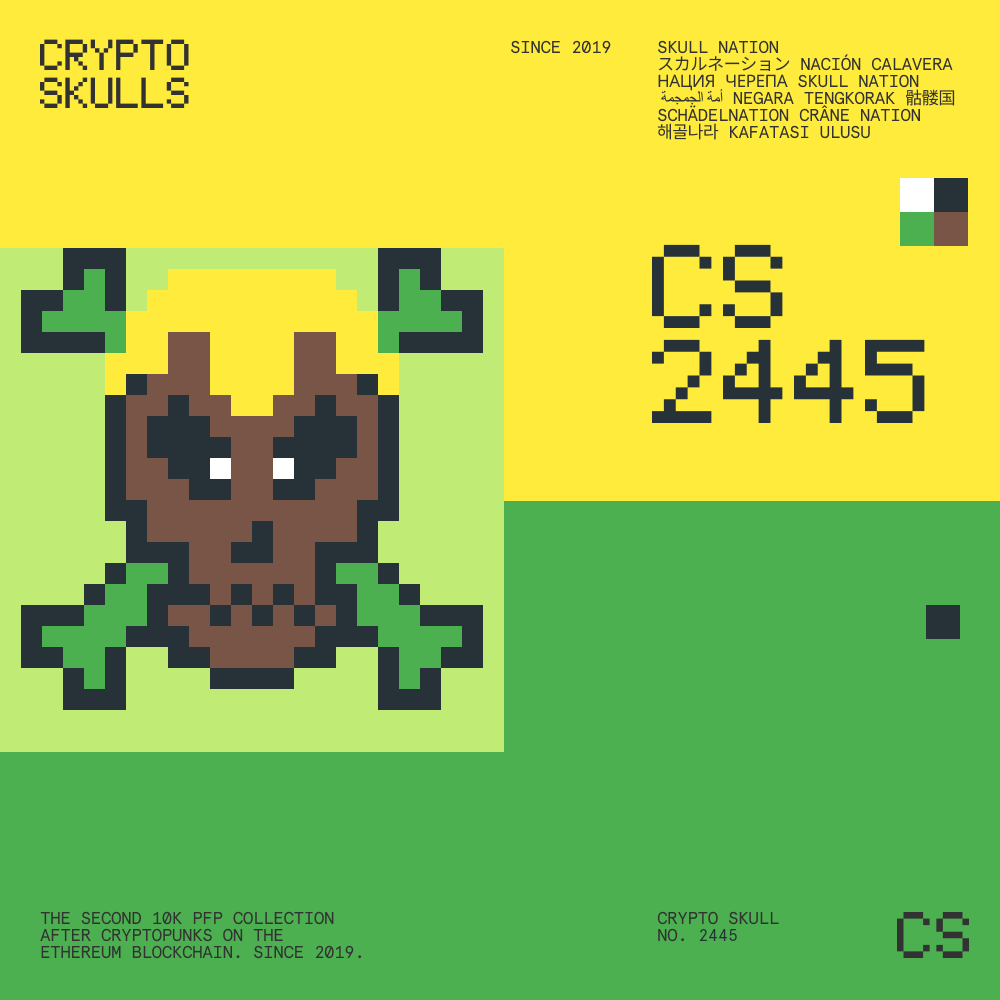 CRYPTO
SKULLS
SINCE 2019
SKULL NATION
スカルネーション NACIÓN CALAVERA
НАЦИЯ ЧЕРЕПА SKULL NATION
أمة الجمجمة NEGARA TENGKORAK 骷髅国
SCHÄDELNATION CRÂNE NATION
해골나라 KAFATASI ULUSU
CS
2445
THE SECOND 10K PFP COLLECTION
AFTER CRYPTOPUNKS ON THE
ETHEREUM BLOCKCHAIN. SINCE 2019.
CRYPTO SKULL
NO. 2445
CS